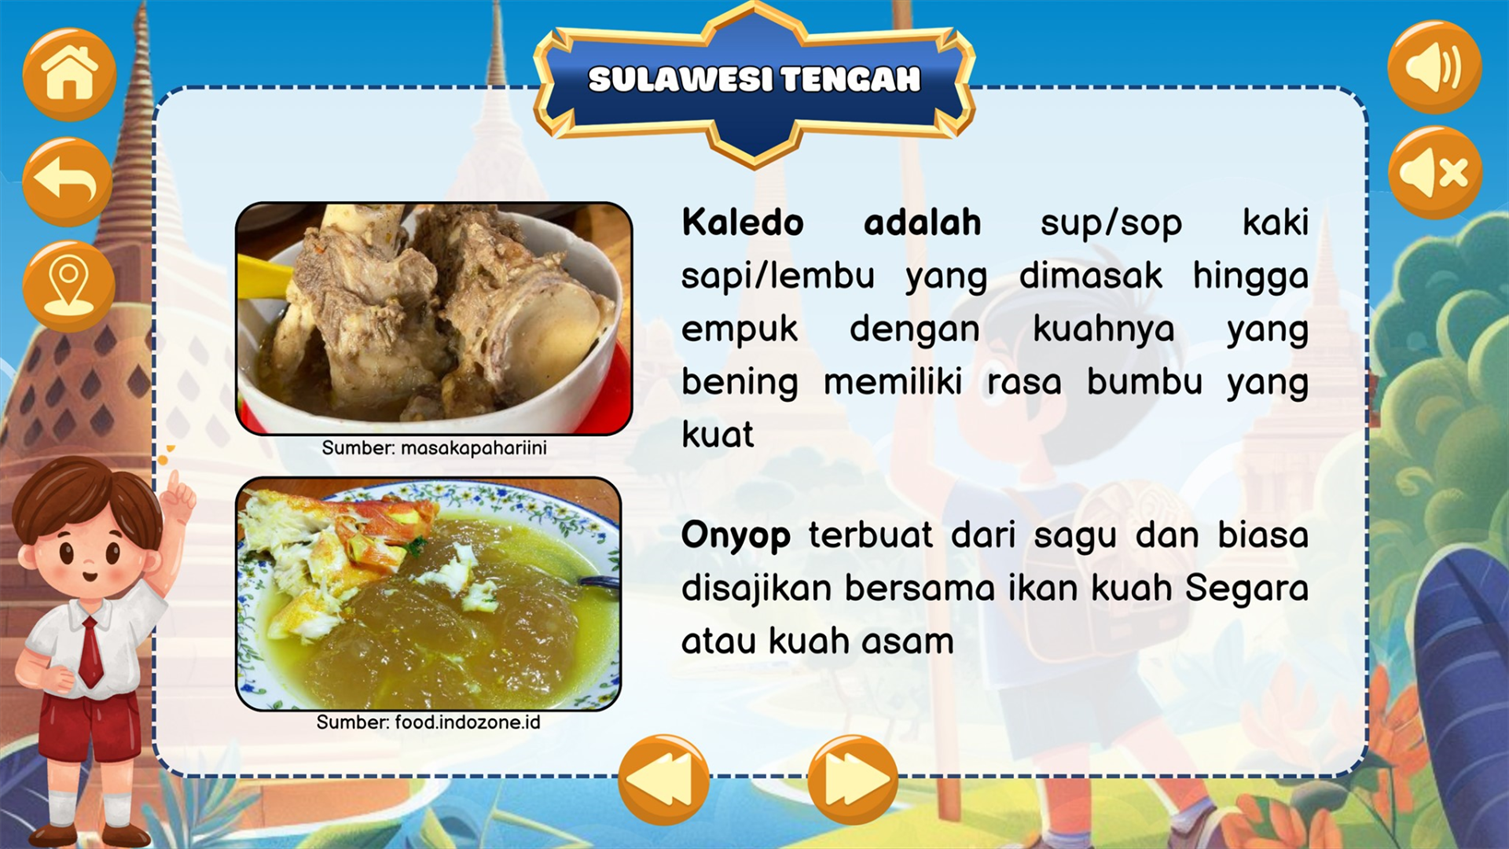 SULAWESI TENGAH
Kaledo adalah sup/sop kaki
sapi/lembu yang dimasak hingga
empuk dengan kuahnya yang
bening memiliki rasa bumbu yang
kuat
Sumber: masakapahariini
Onyop terbuat dari sagu dan biasa
disajikan bersama ikan kuah Segara
atau kuah asam
Sumber: food.indozone.id